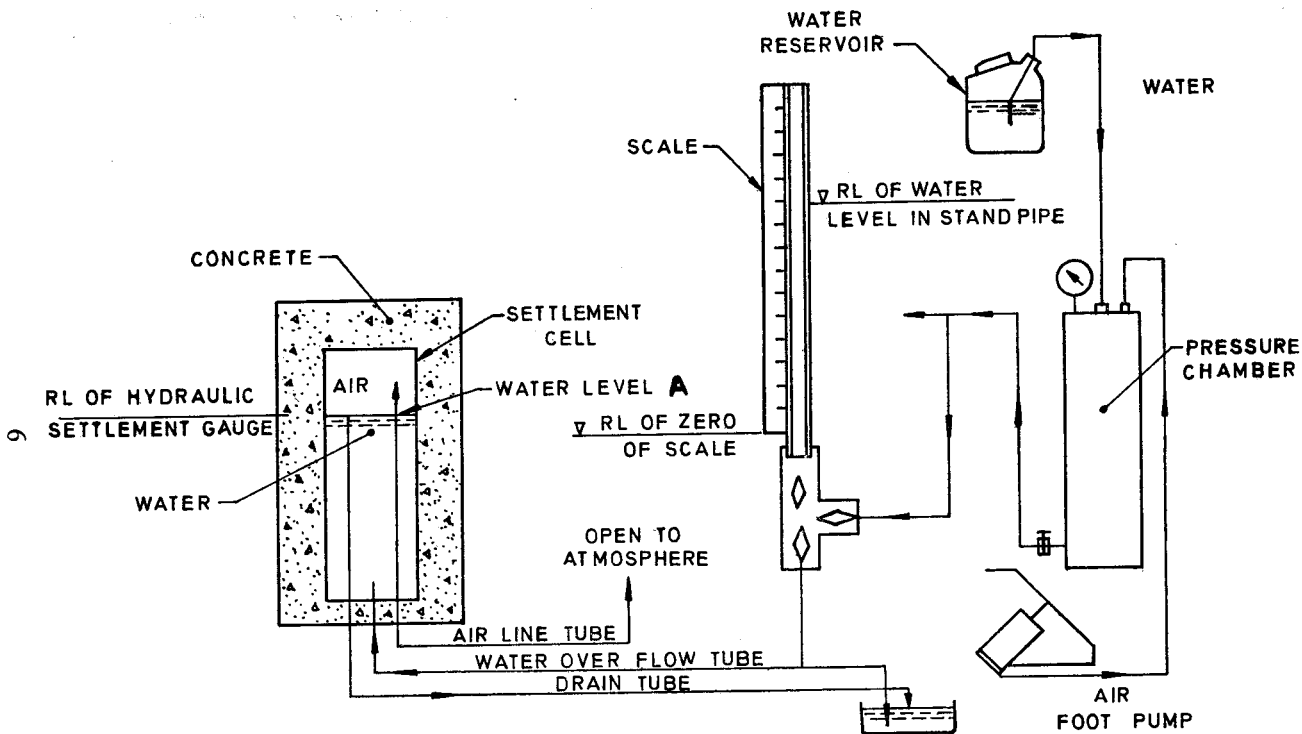 WATER
RESERVOIR
WATER
SCALE
RL OF WATER
LEVEL IN STAND PIPE
CONCRETE
SETTLEMENT
CELL
PRESSURE
CHAMBER
AIR
WATER LEVEL A
RL OF HYDRAULIC
SETTLEMENT GAUGE
RL OF ZERO
OF SCALE
9
WATER
OPEN TO
ATMOSPHERE
AIR LINE TUBE
WATER OVER FLOW TUBE
DRAIN TUBE
AIR
FOOT PUMP